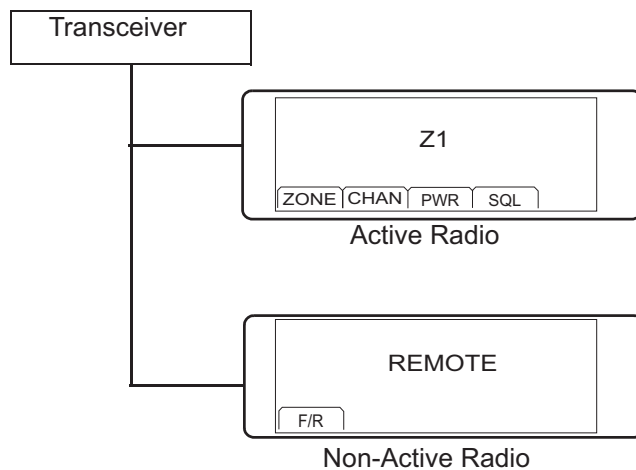 Transceiver
Z1
ZONE CHAN PWR SQL
Active Radio
REMOTE
F/R
Non-Active Radio